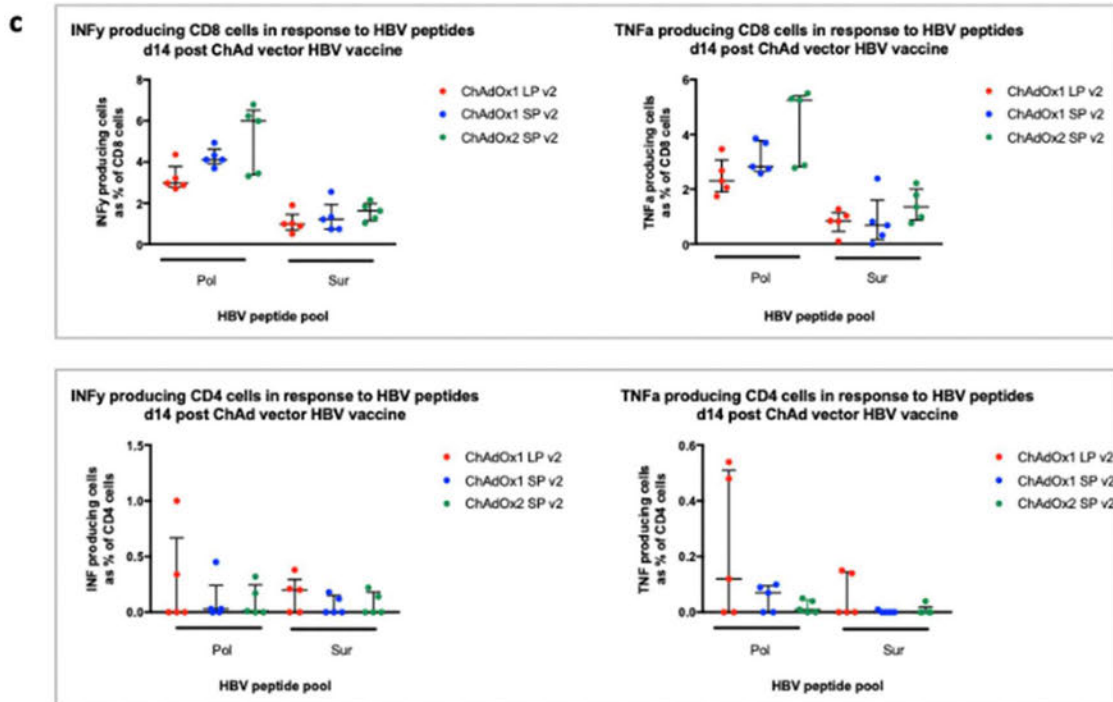 c
INFy producing CD8 cells in response to HBV peptides
d14 post ChAd vector HBV vaccine
INFy producing cells
as % of CD8 cells
8
6
4
2
0
ChAdOx1 LP v2
ChAdOx1 SP v2
ChAdOx2 SP v2
Pol
Sur
HBV peptide pool
TNFa producing CD8 cells in response to HBV peptides
d14 post ChAd vector HBV vaccine
TNFa producing cells
as % of CD8 cells
6
4
2
0
ChAdOx1 LP v2
ChAdOx1 SP v2
ChAdOx2 SP v2
Pol
Sur
HBV peptide pool
INFy producing CD4 cells in response to HBV peptides
d14 post ChAd vector HBV vaccine
INF producing cells
as % of CD4 cells
1.5
1.0
0.5
0.0
ChAdOx1 LP v2
ChAdOx1 SP v2
ChAdOx2 SP v2
Pol
Sur
HBV peptide pool
TNFa producing CD4 cells in response to HBV peptides
d14 post ChAd vector HBV vaccine
TNF producing cells
as % of CD4 cells
0.6
0.4
0.2
0.0
ChAdOx1 LP v2
ChAdOx1 SP v2
ChAdOx2 SP v2
Pol
Sur
HBV peptide pool